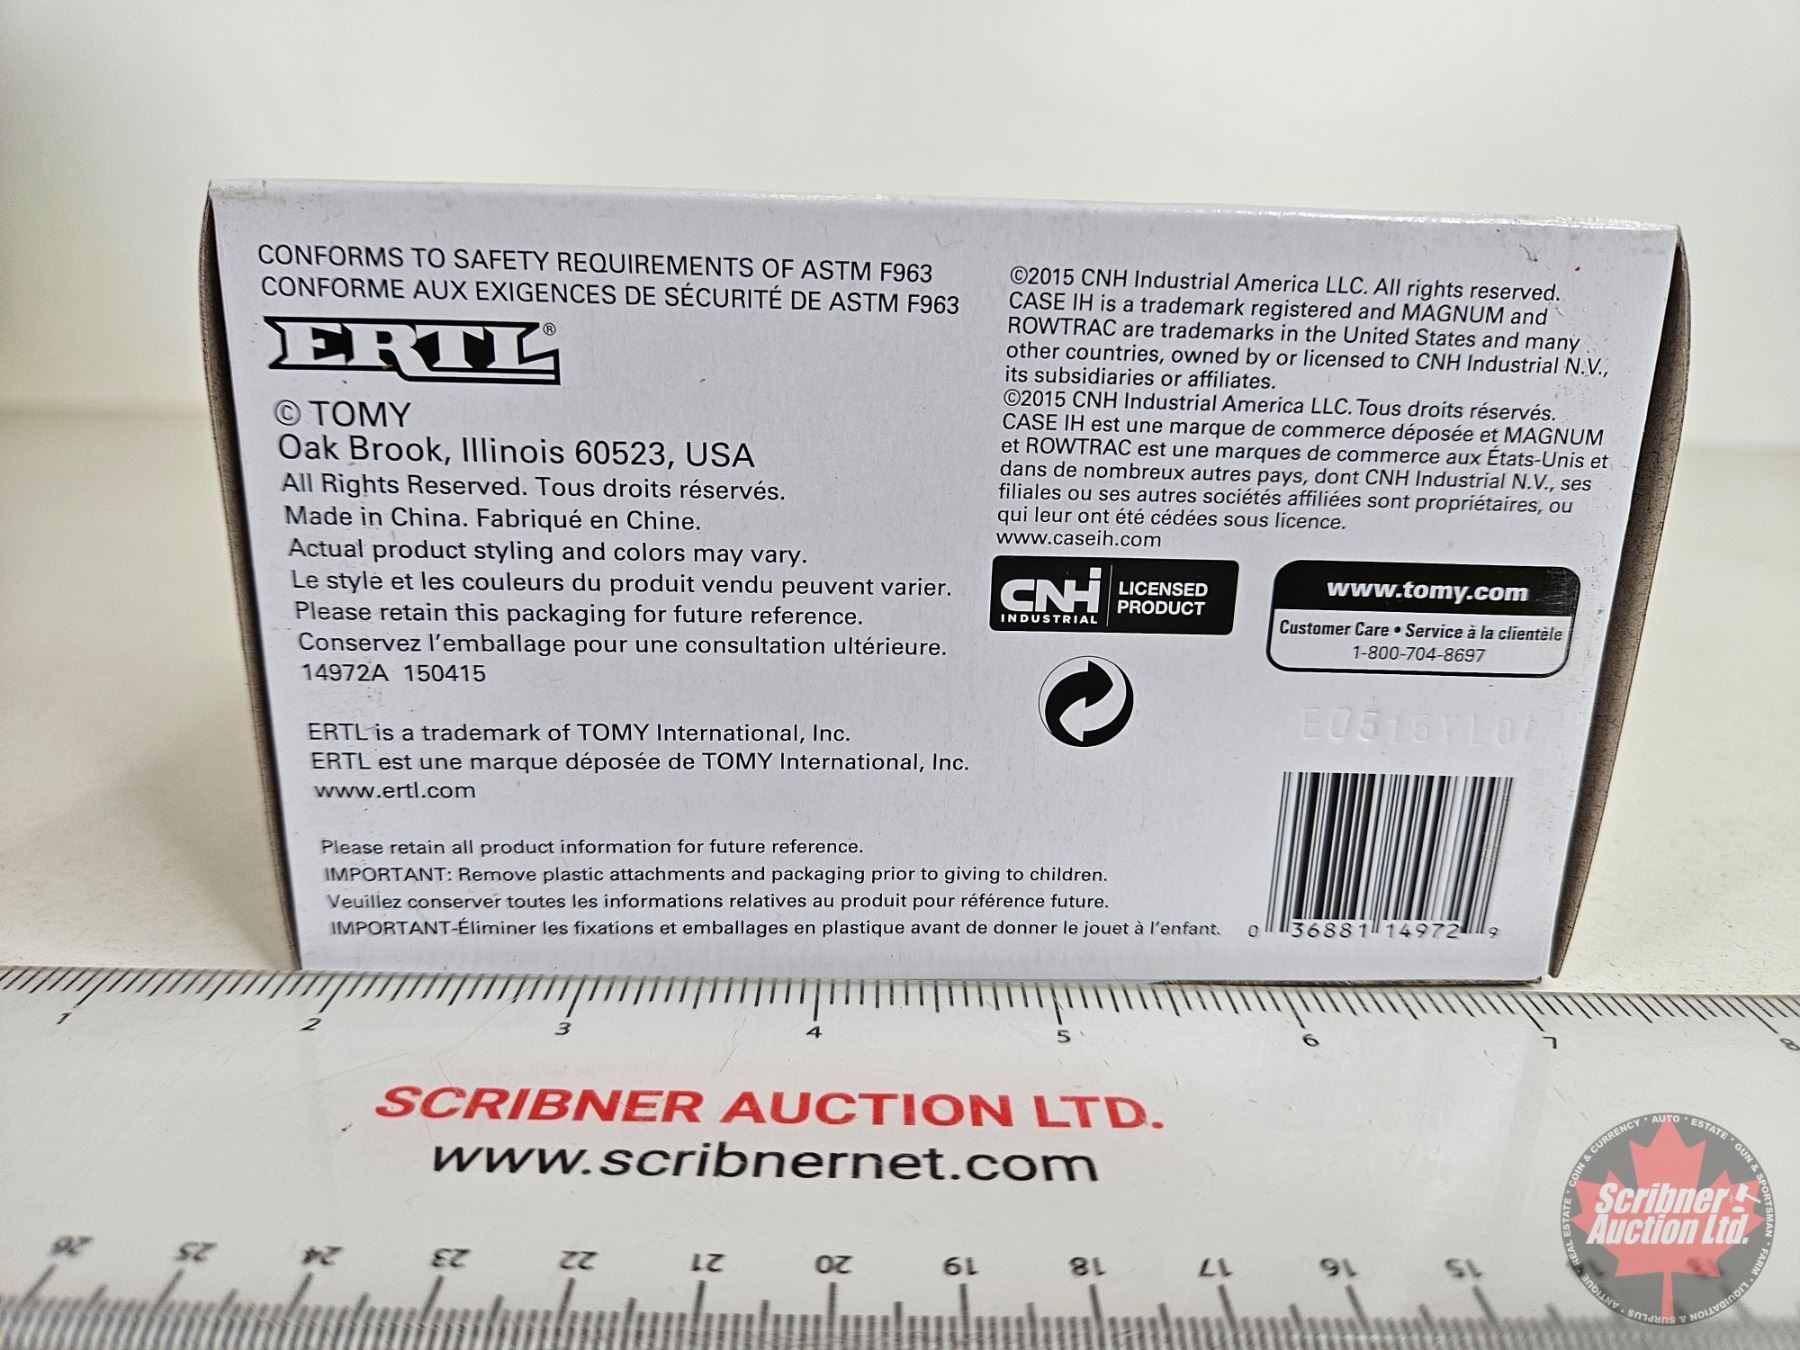 CONFORMS TO SAFETY REQUIREMENTS OF ASTM F963
CONFORME AUX EXIGENCES DE SÉCURITÉ DE ASTM F963
ERTL®
© TOMY
Oak Brook, Illinois 60523, USA
All Rights Reserved. Tous droits réservés.
Made in China. Fabriqué en Chine.
Actual product styling and colors may vary.
Le style et les couleurs du produit vendu peuvent varier.
Please retain this packaging for future reference.
Conservez l'emballage pour une consultation ultérieure.
14972A 150415
ERTL is a trademark of TOMY International, Inc.
ERTL est une marque déposée de TOMY International, Inc.
www.ertl.com
Please retain all product information for future reference.
IMPORTANT: Remove plastic attachments and packaging prior to giving to children.
Veuillez conserver toutes les informations relatives au produit pour référence future.
IMPORTANT-Éliminer les fixations et emballages en plastique avant de donner le jouet à l'enfant.
©2015 CNH Industrial America LLC. All rights reserved.
CASE IH is a trademark registered and MAGNUM and
ROWTRAC are trademarks in the United States and many
other countries, owned by or licensed to CNH Industrial N.V.,
its subsidiaries or affiliates.
©2015 CNH Industrial America LLC. Tous droits réservés.
CASE IH est une marque de commerce déposée et MAGNUM
et ROWTRAC est une marques de commerce aux États-Unis et
dans de nombreux autres pays, dont CNH Industrial N.V., ses
filiales ou ses autres sociétés affiliées sont propriétaires, ou
qui leur ont été cédées sous licence.
www.caseih.com
CNH INDUSTRIAL
LICENSED
PRODUCT
www.tomy.com
Customer Care • Service à la clientèle
1-800-704-8697
E0515YL01
0 36881 14972 9
1 2 3 4 5 6 7 8
SCRIBNER AUCTION LTD.
www.scribnernet.com
26 25 24 23 22 21 20 19 18 17 16 15
COIN & CURRENCY • AUTO • ESTATE • GUN & SPORTSMAN • FARM • LIQUIDATION & SURPLUS • ANTIQUE • REAL ESTATE
Scribner
Auction Ltd.